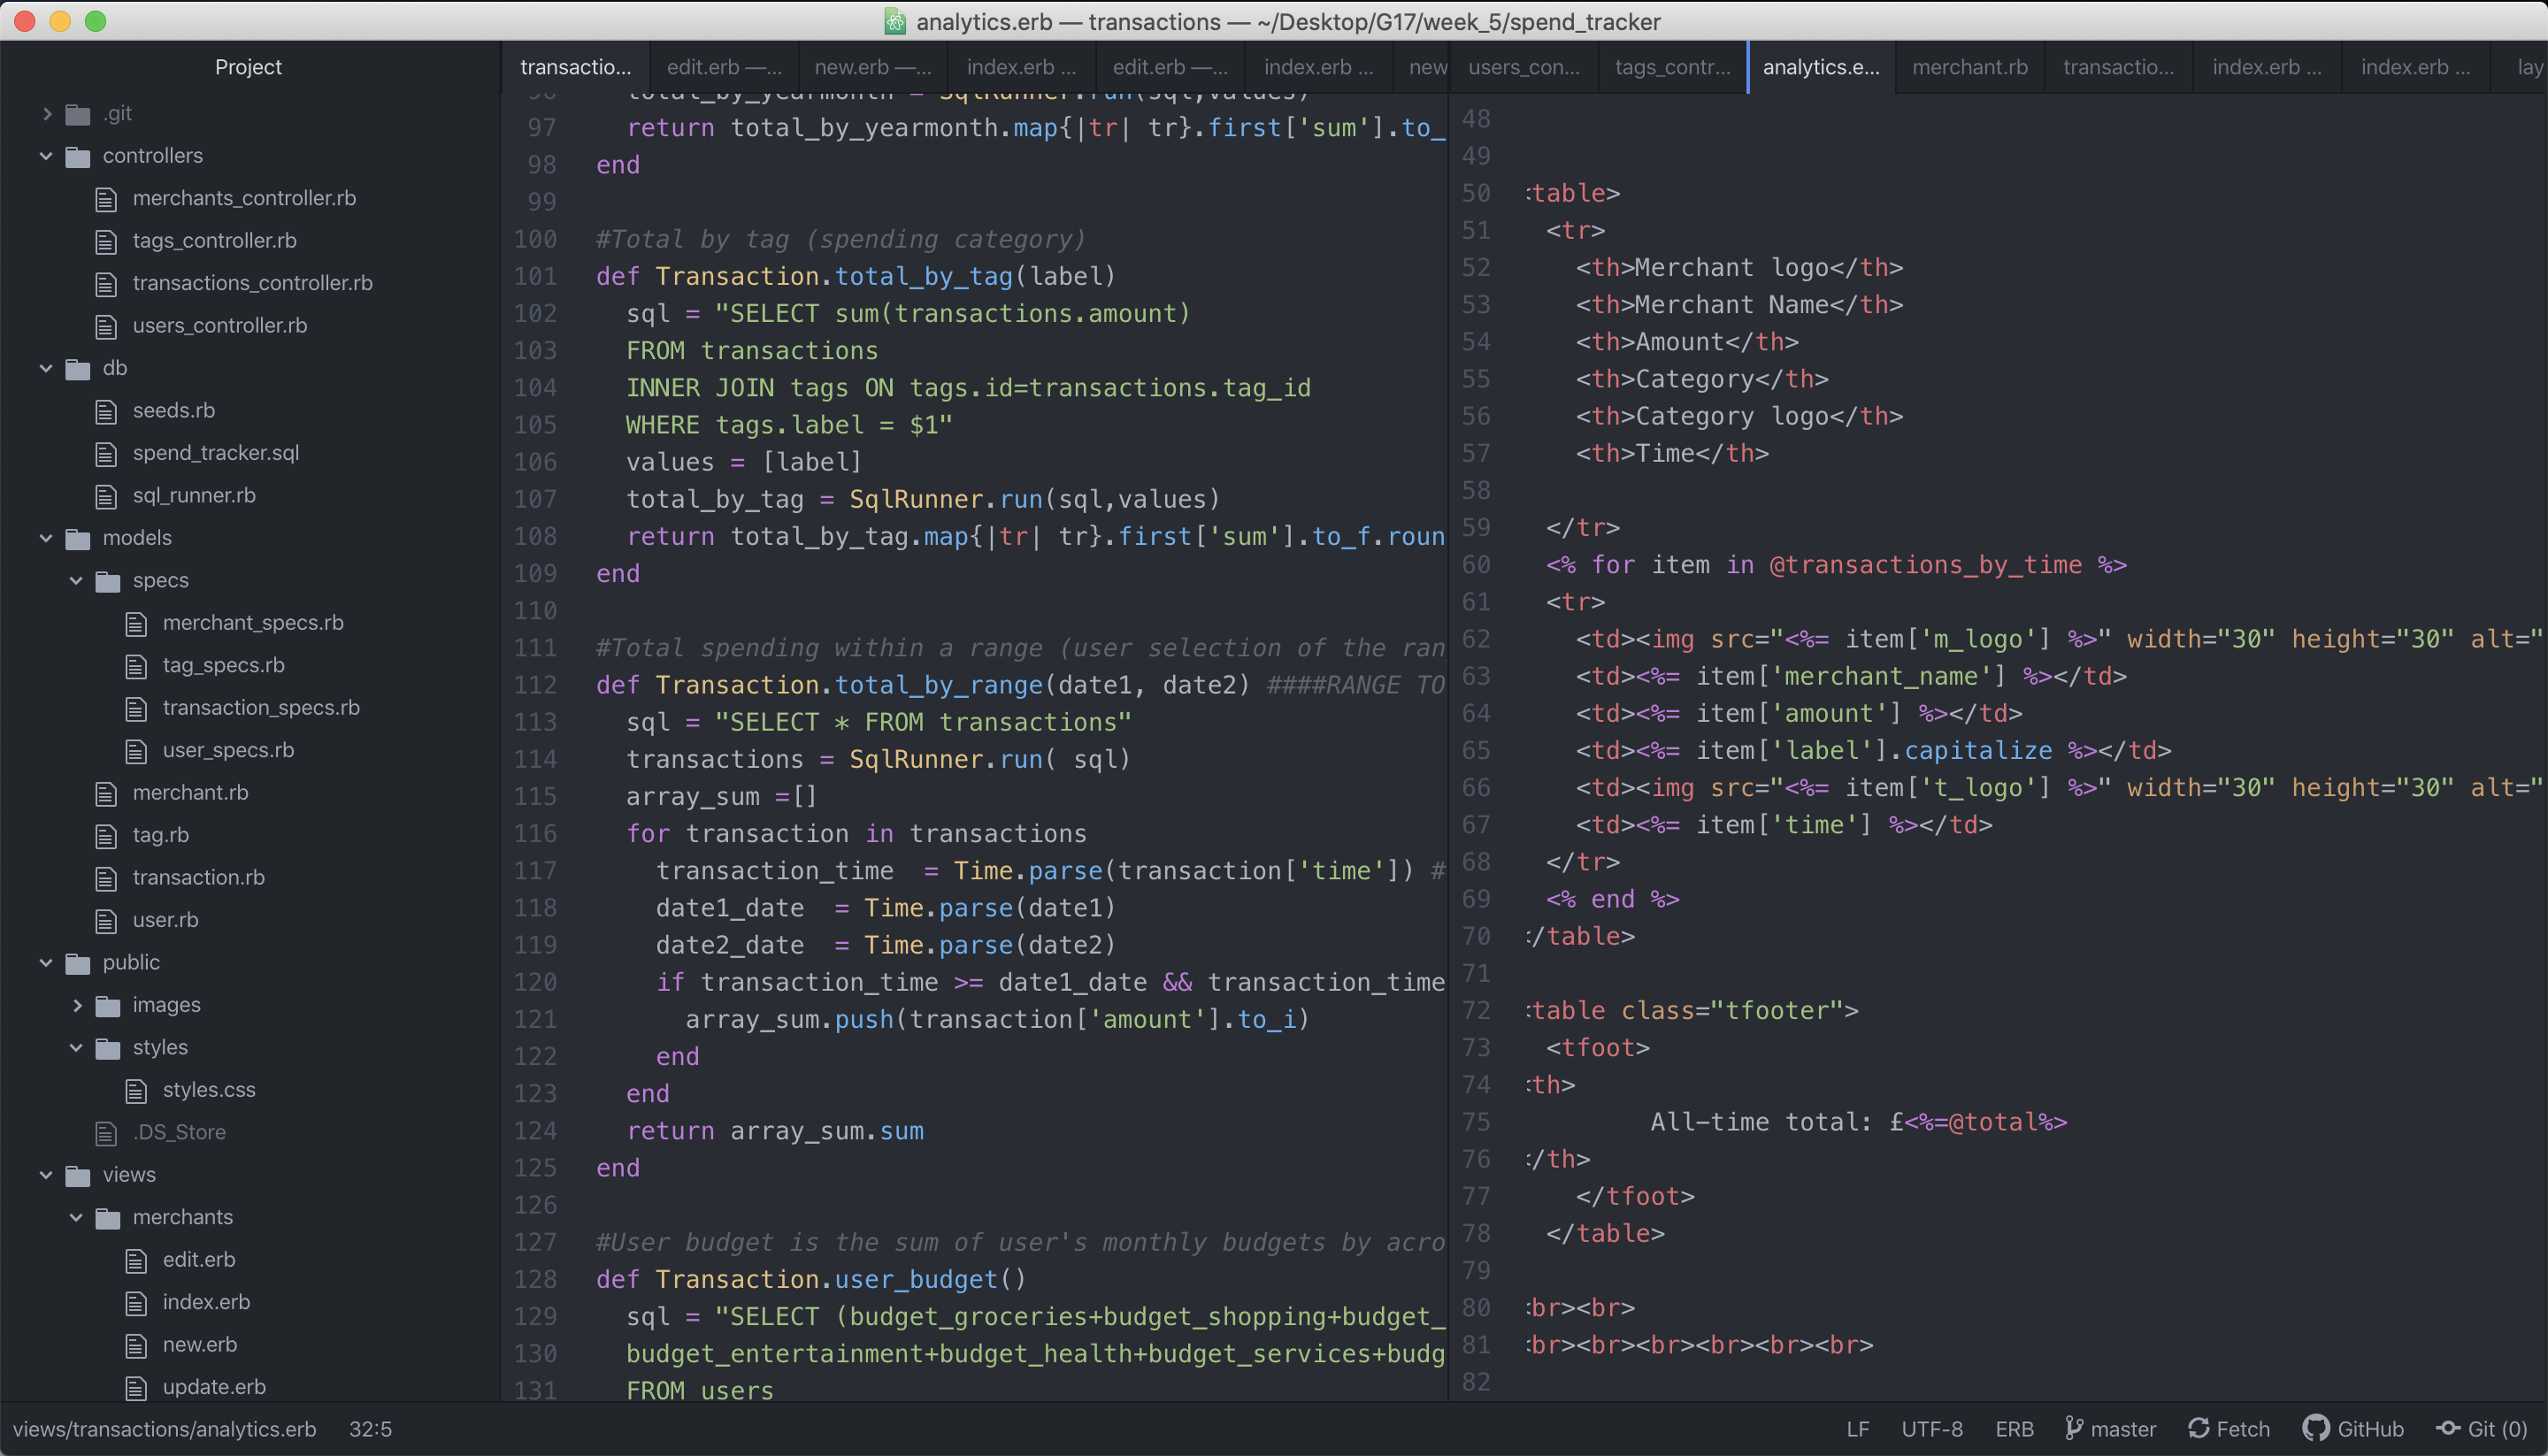 analytics.erb — transactions — ~/Desktop/G17/week_5/spend_tracker
Project
.git
controllers
merchants_controller.rb
tags_controller.rb
transactions_controller.rb
users_controller.rb
db
seeds.rb
spend_tracker.sql
sql_runner.rb
models
specs
merchant_specs.rb
tag_specs.rb
transaction_specs.rb
user_specs.rb
merchant.rb
tag.rb
transaction.rb
user.rb
public
images
styles
styles.css
.DS_Store
views
merchants
edit.erb
index.erb
new.erb
update.erb
transactio... edit.erb —... new.erb —... index.erb ... edit.erb —... index.erb ... new
96 total_by_yearmonth = SqlRunner.run(sql,values)
97 return total_by_yearmonth.map{|tr| tr}.first['sum'].to_
98 end
99
100 #Total by tag (spending category)
101 def Transaction.total_by_tag(label)
102 sql = "SELECT sum(transactions.amount)
103 FROM transactions
104 INNER JOIN tags ON tags.id=transactions.tag_id
105 WHERE tags.label = $1"
106 values = [label]
107 total_by_tag = SqlRunner.run(sql,values)
108 return total_by_tag.map{|tr| tr}.first['sum'].to_f.roun
109 end
110
111 #Total spending within a range (user selection of the ran
112 def Transaction.total_by_range(date1, date2) ####RANGE TO
113 sql = "SELECT * FROM transactions"
114 transactions = SqlRunner.run( sql)
115 array_sum =[]
116 for transaction in transactions
117 transaction_time  = Time.parse(transaction['time']) #
118 date1_date  = Time.parse(date1)
119 date2_date  = Time.parse(date2)
120 if transaction_time >= date1_date && transaction_time
121 array_sum.push(transaction['amount'].to_i)
122 end
123 end
124 return array_sum.sum
125 end
126
127 #User budget is the sum of user's monthly budgets by acro
128 def Transaction.user_budget()
129 sql = "SELECT (budget_groceries+budget_shopping+budget_
130 budget_entertainment+budget_health+budget_services+budg
131 FROM users
users_con... tags_contr... analytics.e... merchant.rb transactio... index.erb ... index.erb ... lay
48
49
50 <table>
51 <tr>
52 <th>Merchant logo</th>
53 <th>Merchant Name</th>
54 <th>Amount</th>
55 <th>Category</th>
56 <th>Category logo</th>
57 <th>Time</th>
58
59 </tr>
60 <% for item in @transactions_by_time %>
61 <tr>
62 <td><img src="<%= item['m_logo'] %>" width="30" height="30" alt="
63 <td><%= item['merchant_name'] %></td>
64 <td><%= item['amount'] %></td>
65 <td><%= item['label'].capitalize %></td>
66 <td><img src="<%= item['t_logo'] %>" width="30" height="30" alt="
67 <td><%= item['time'] %></td>
68 </tr>
69 <% end %>
70 </table>
71
72 <table class="tfooter">
73 <tfoot>
74 <th>
75 All-time total: £<%=@total%>
76 </th>
77 </tfoot>
78 </table>
79
80 <br><br>
81 <br><br><br><br><br><br>
82
views/transactions/analytics.erb 32:5 LF UTF-8 ERB master Fetch GitHub Git (0)